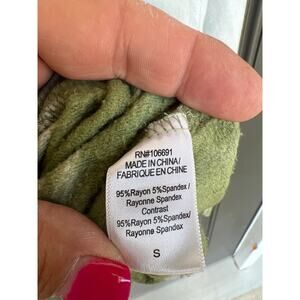 RN#106691
MADE IN CHINA/
FABRIQUE EN CHINE
95%Rayon 5%Spandex/
Rayonne Spandex
Contrast
95%Rayon 5%Spandex/
Rayonne Spandex
S